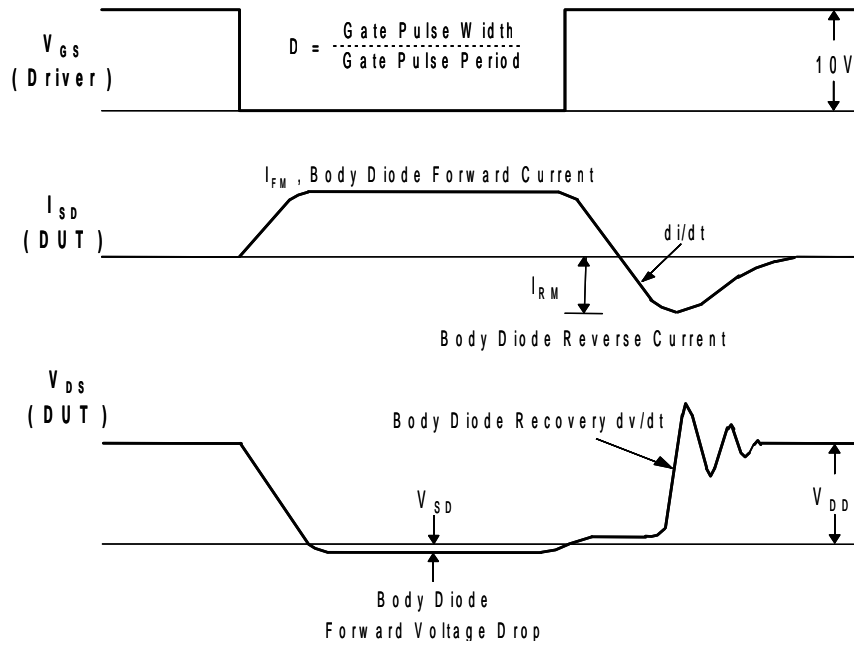 V_GS
(Driver)
D = Gate Pulse Width
Gate Pulse Period
10V
I_FM , Body Diode Forward Current
I_SD
(DUT)
di/dt
I_RM
Body Diode Reverse Current
V_DS
(DUT)
Body Diode Recovery dv/dt
V_SD
V_DD
Body Diode
Forward Voltage Drop